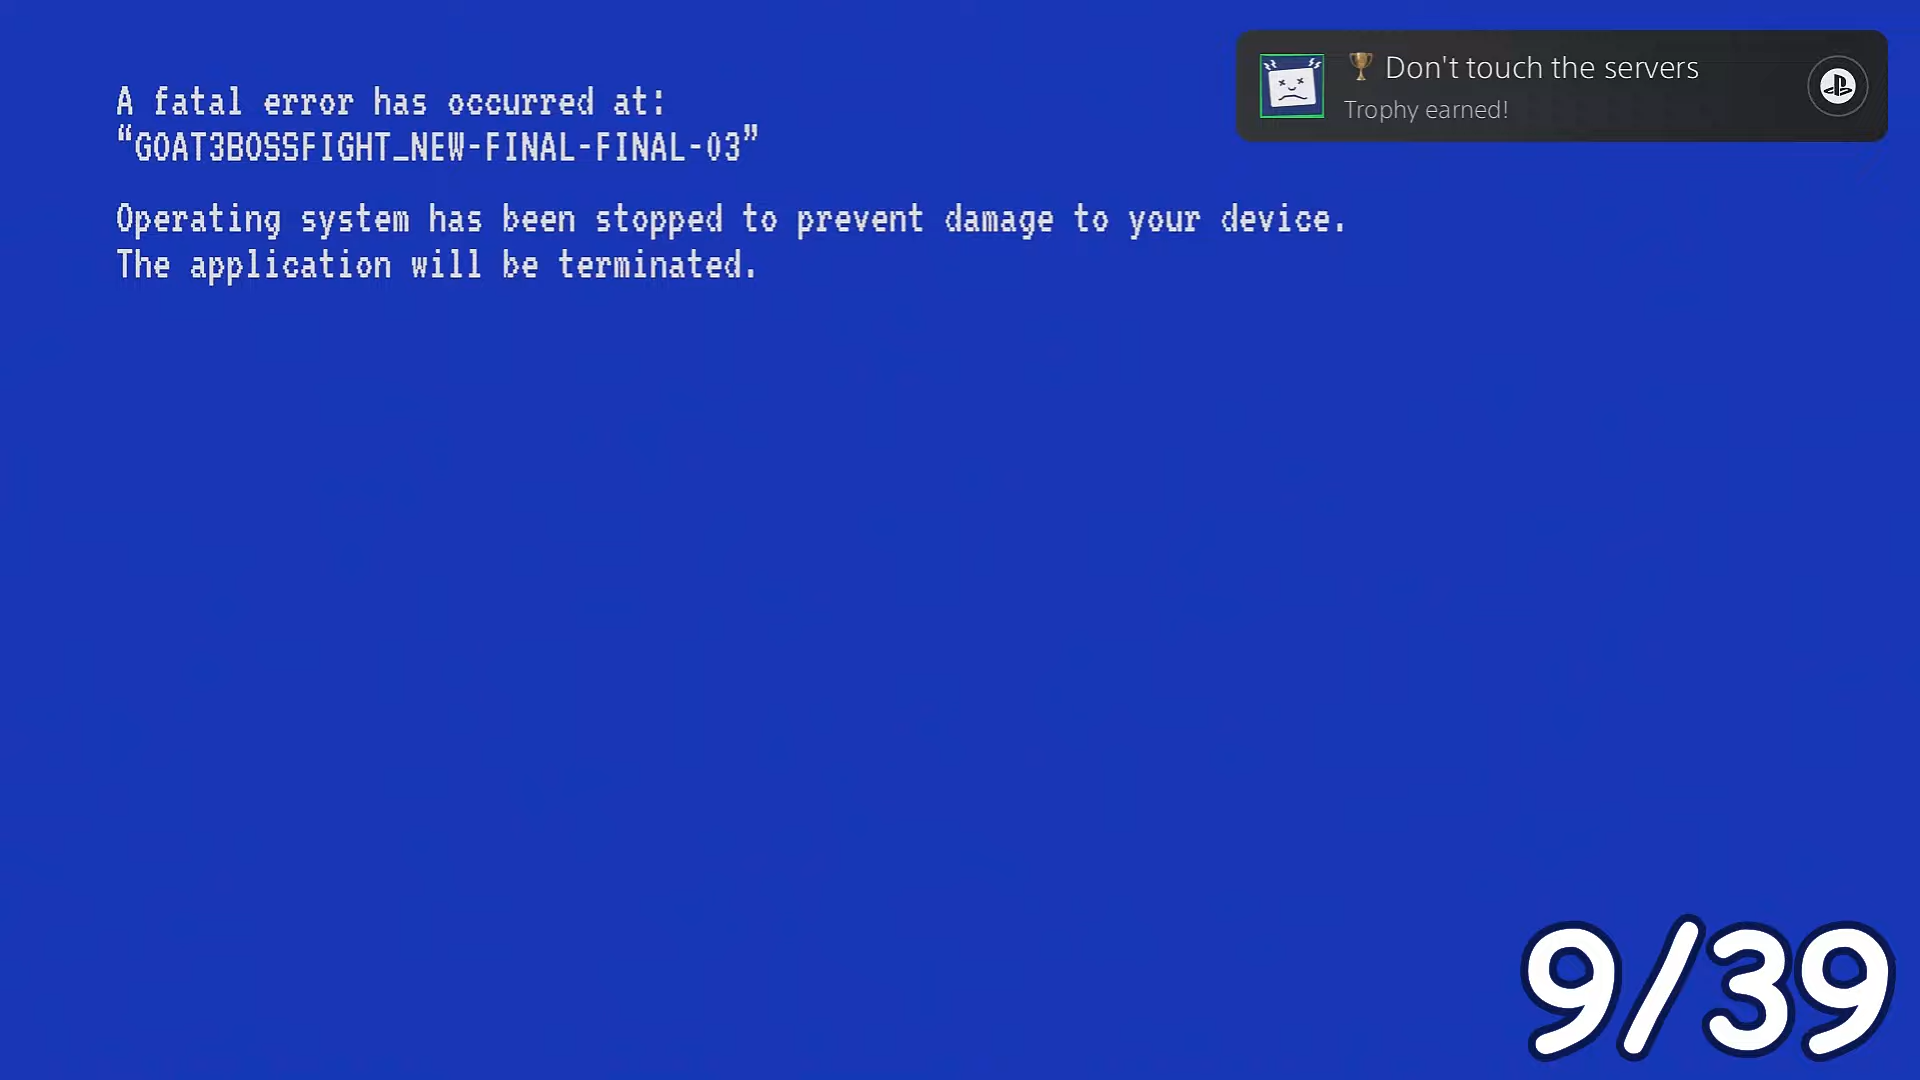 A fatal error has occurred at:
“GOAT3BOSSFIGHT_NEW-FINAL-FINAL-03”
Operating system has been stopped to prevent damage to your device.
The application will be terminated.
Don't touch the servers
Trophy earned!
9/39